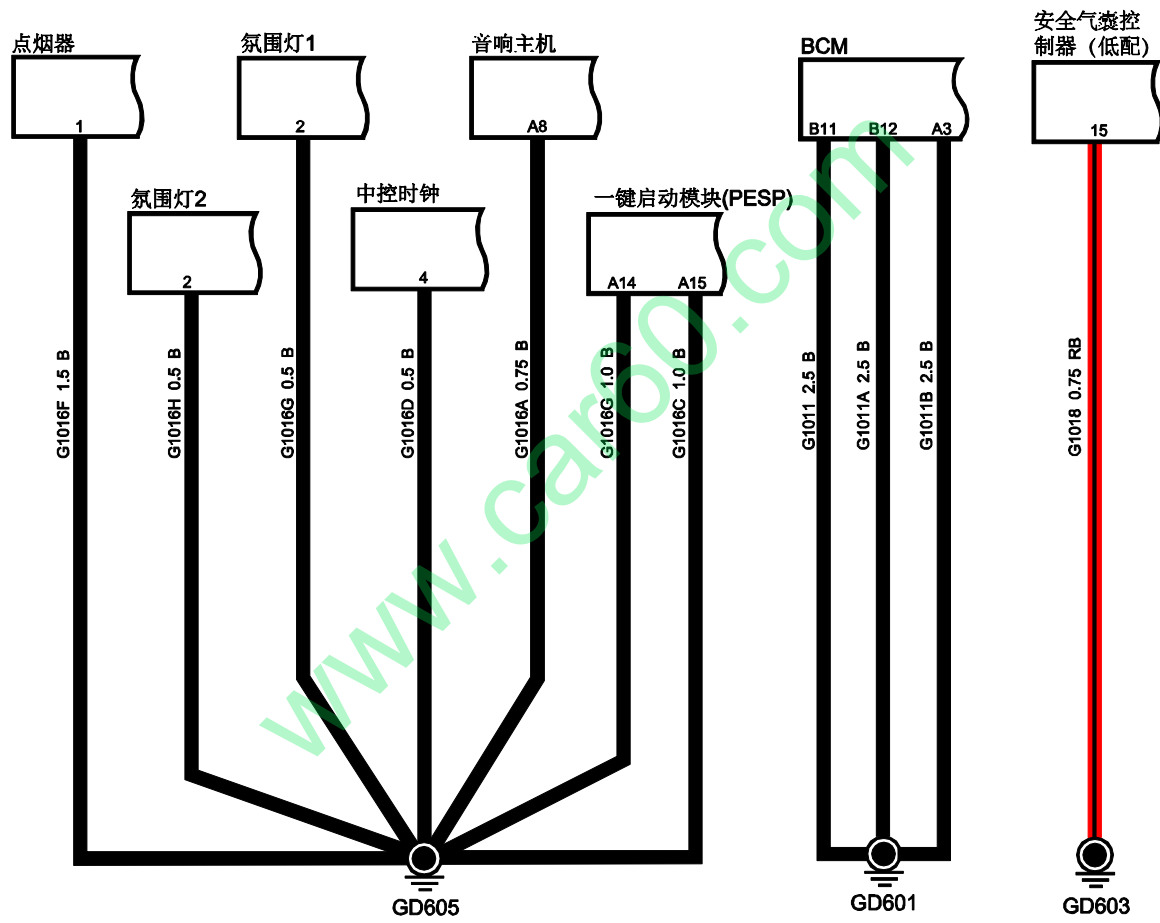 点烟器
氛围灯1
音响主机
BCM
安全气囊控
制器（低配）
1
2
A8
B11 B12 A3
15
氛围灯2
中控时钟
一键启动模块(PESP)
2
4
A14 A15
G1016F 1.5 B
G1016H 0.5 B
G1016G 0.5 B
G1016D 0.5 B
G1016A 0.75 B
G1016G 1.0 B
G1016C 1.0 B
G1011 2.5 B
G1011A 2.5 B
G1011B 2.5 B
G1018 0.75 RB
www.car60.com
GD605
GD601
GD603